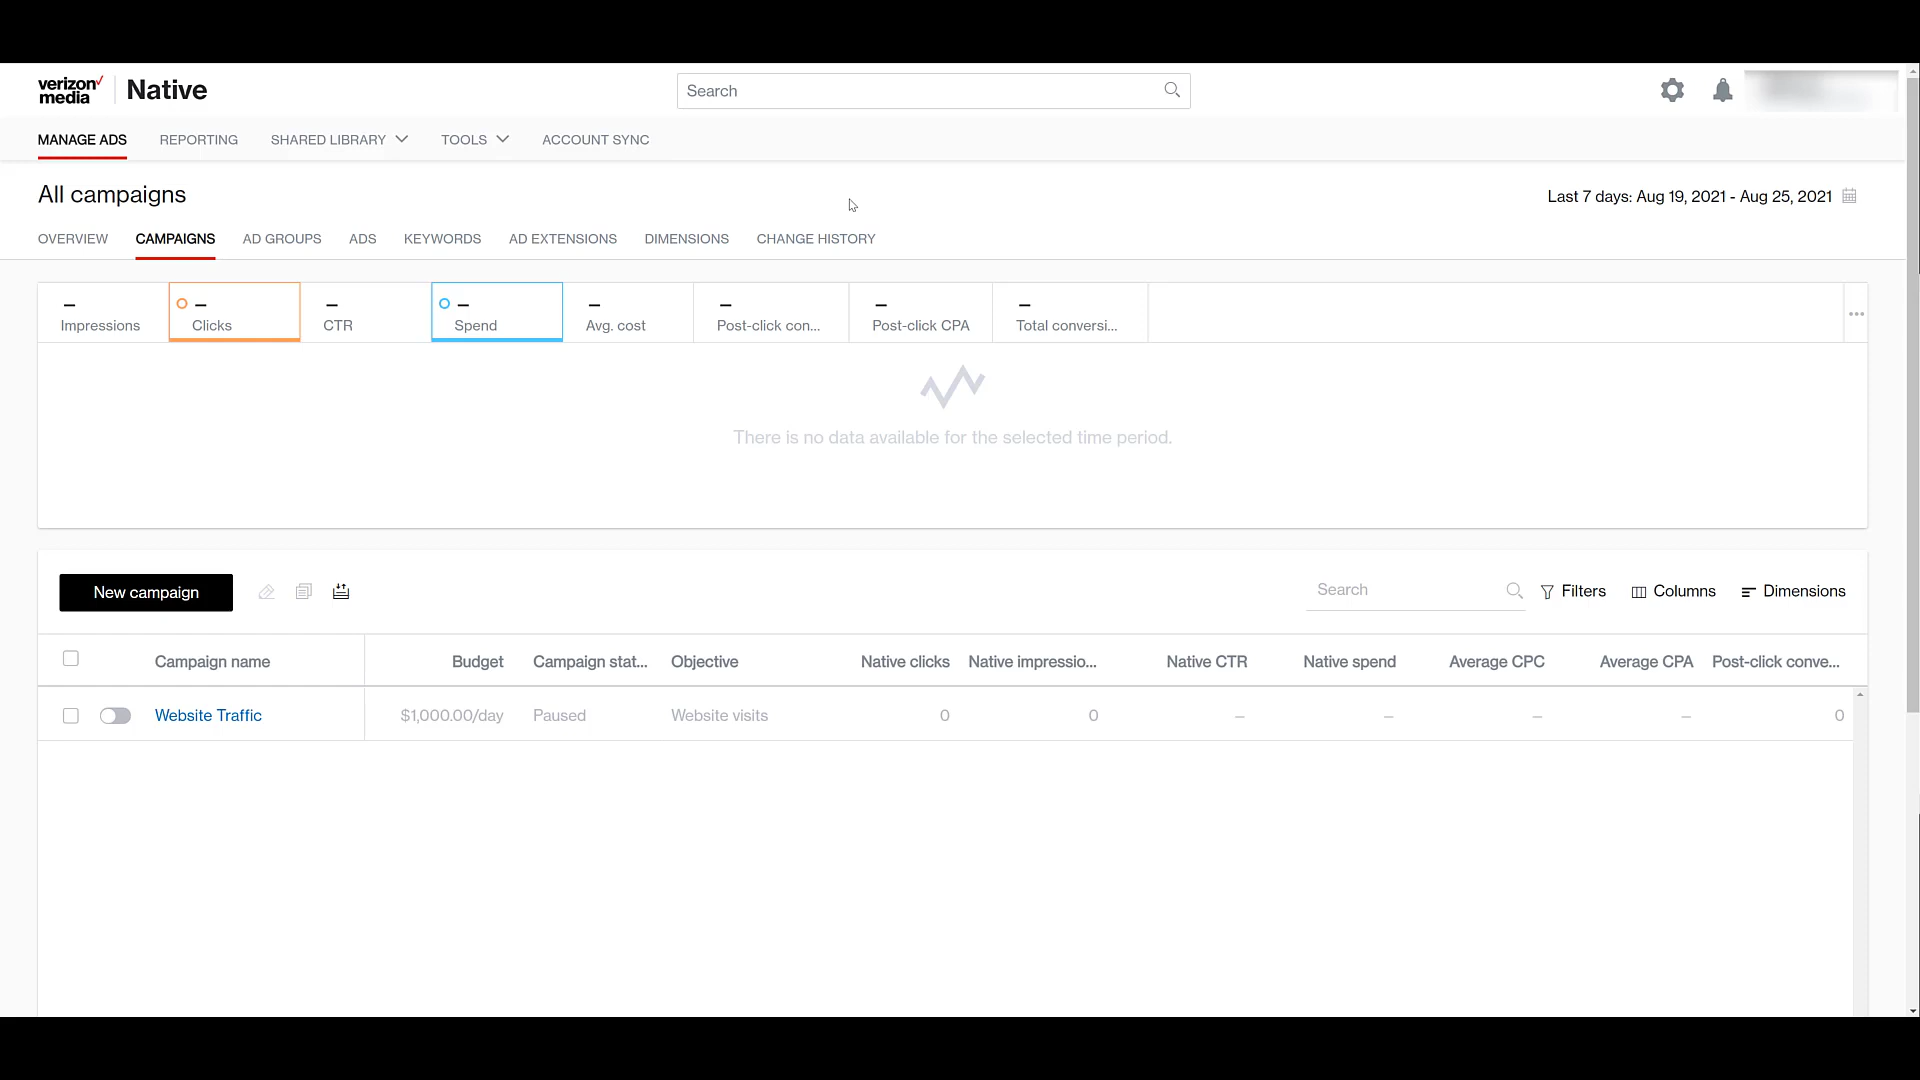 verizon media Native
Search
MANAGE ADS REPORTING SHARED LIBRARY TOOLS ACCOUNT SYNC
All campaigns
Last 7 days: Aug 19, 2021 - Aug 25, 2021
OVERVIEW CAMPAIGNS AD GROUPS ADS KEYWORDS AD EXTENSIONS DIMENSIONS CHANGE HISTORY
– – – – – – – –
Impressions Clicks CTR Spend Avg. cost Post-click con... Post-click CPA Total conversi...
There is no data available for the selected time period.
New campaign Search Filters Columns Dimensions
Campaign name Budget Campaign stat... Objective Native clicks Native impressio... Native CTR Native spend Average CPC Average CPA Post-click conve...
Website Traffic $1,000.00/day Paused Website visits 0 0 – – – – 0